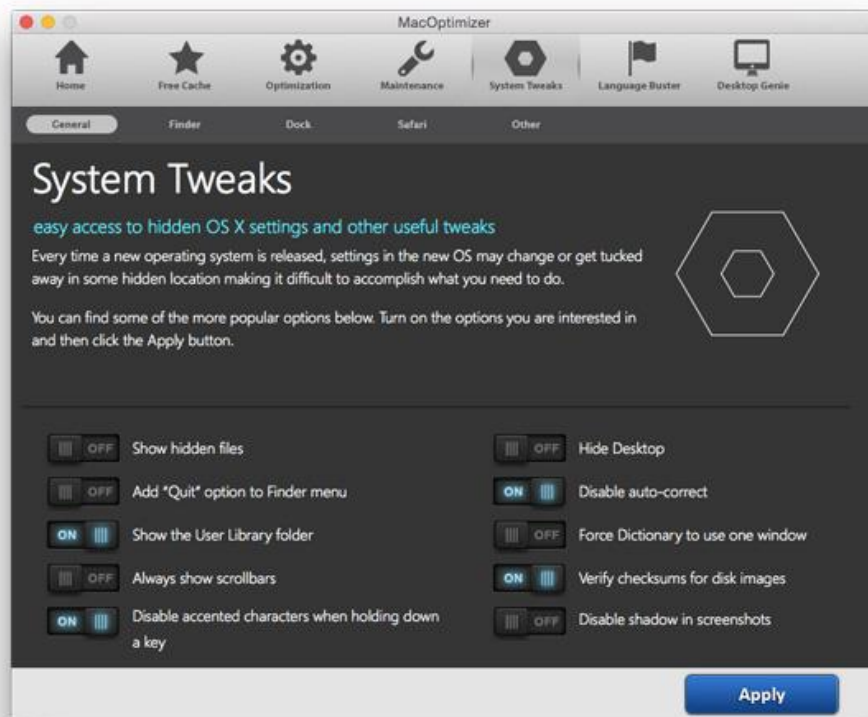 MacOptimizer
Home Free Cache Optimization Maintenance System Tweaks Language Buster Desktop Genie
General Finder Dock Safari Other
System Tweaks
easy access to hidden OS X settings and other useful tweaks
Every time a new operating system is released, settings in the new OS may change or get tucked
away in some hidden location making it difficult to accomplish what you need to do.
You can find some of the more popular options below. Turn on the options you are interested in
and then click the Apply button.
OFF Show hidden files
OFF Add "Quit" option to Finder menu
ON Show the User Library folder
OFF Always show scrollbars
ON Disable accented characters when holding down
a key
OFF Hide Desktop
ON Disable auto-correct
OFF Force Dictionary to use one window
ON Verify checksums for disk images
OFF Disable shadow in screenshots
Apply